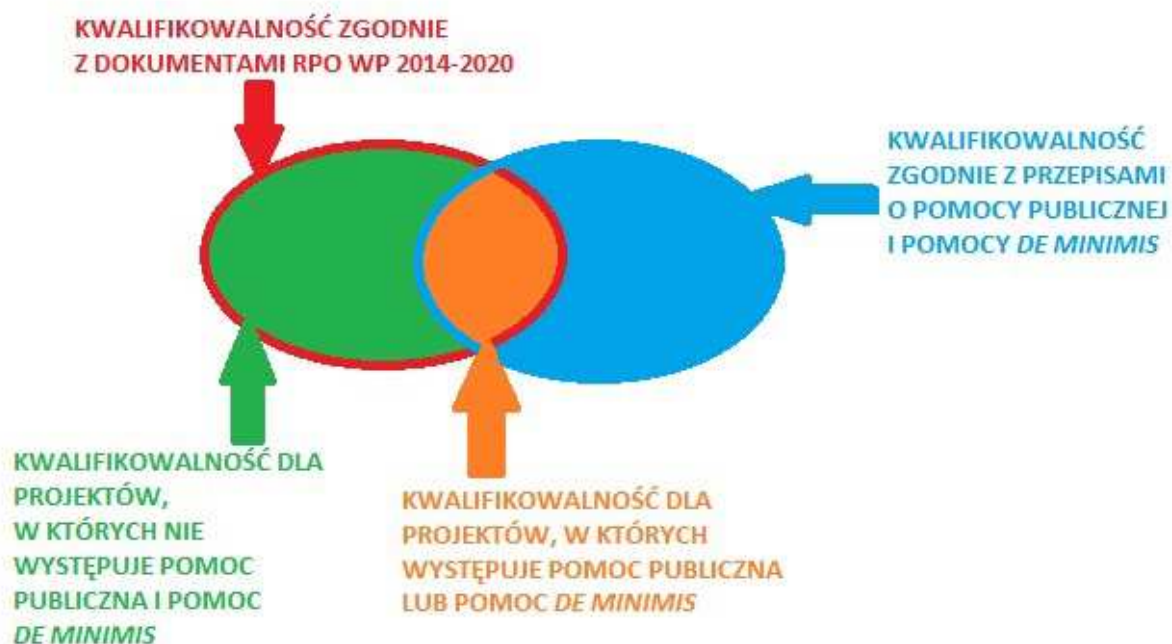 KWALIFIKOWALNOŚĆ ZGODNIE
Z DOKUMENTAMI RPO WP 2014-2020
KWALIFIKOWALNOŚĆ
ZGODNIE Z PRZEPISAMI
O POMOCY PUBLICZNEJ
I POMOCY DE MINIMIS
KWALIFIKOWALNOŚĆ DLA
PROJEKTÓW,
W KTÓRYCH NIE
WYSTĘPUJE POMOC
PUBLICZNA I POMOC
DE MINIMIS
KWALIFIKOWALNOŚĆ DLA
PROJEKTÓW, W KTÓRYCH
WYSTĘPUJE POMOC PUBLICZNA
LUB POMOC DE MINIMIS